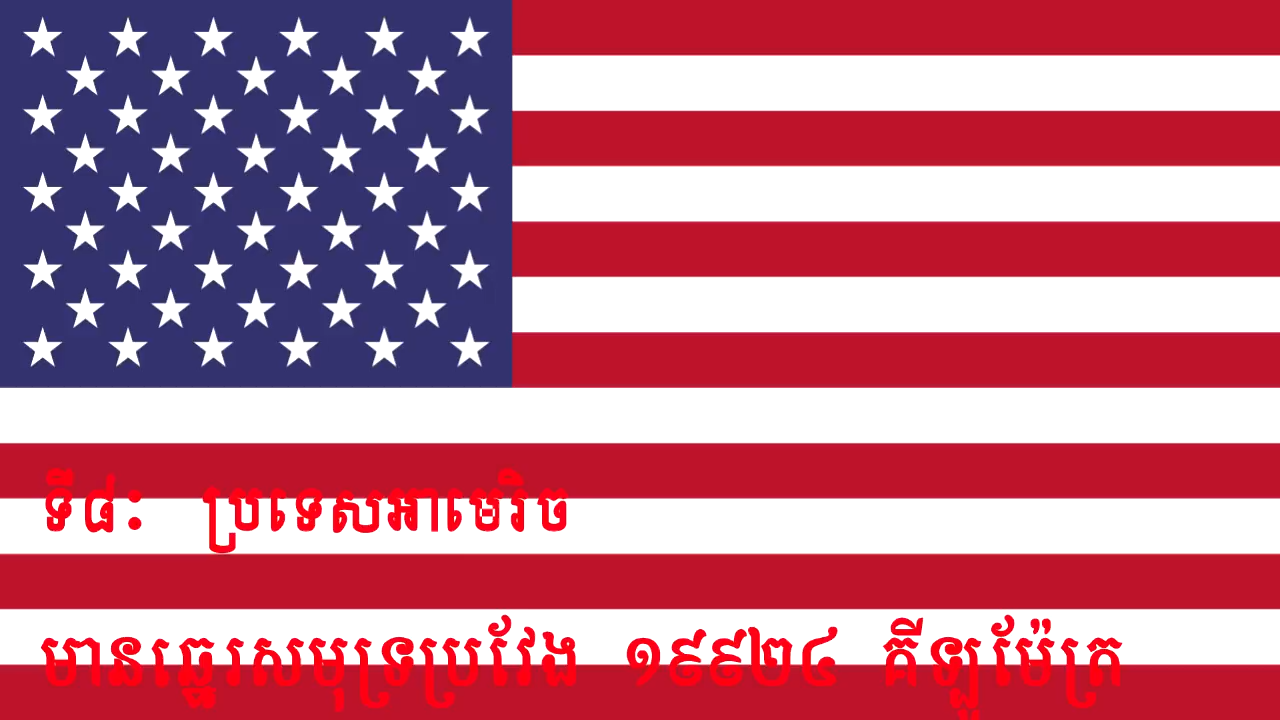 ទី៨: ប្រទេសអាមេរិច
មានឆ្នេរសមុទ្រប្រវែង ១៩៩២៤ គីឡូម៉ែត្រ